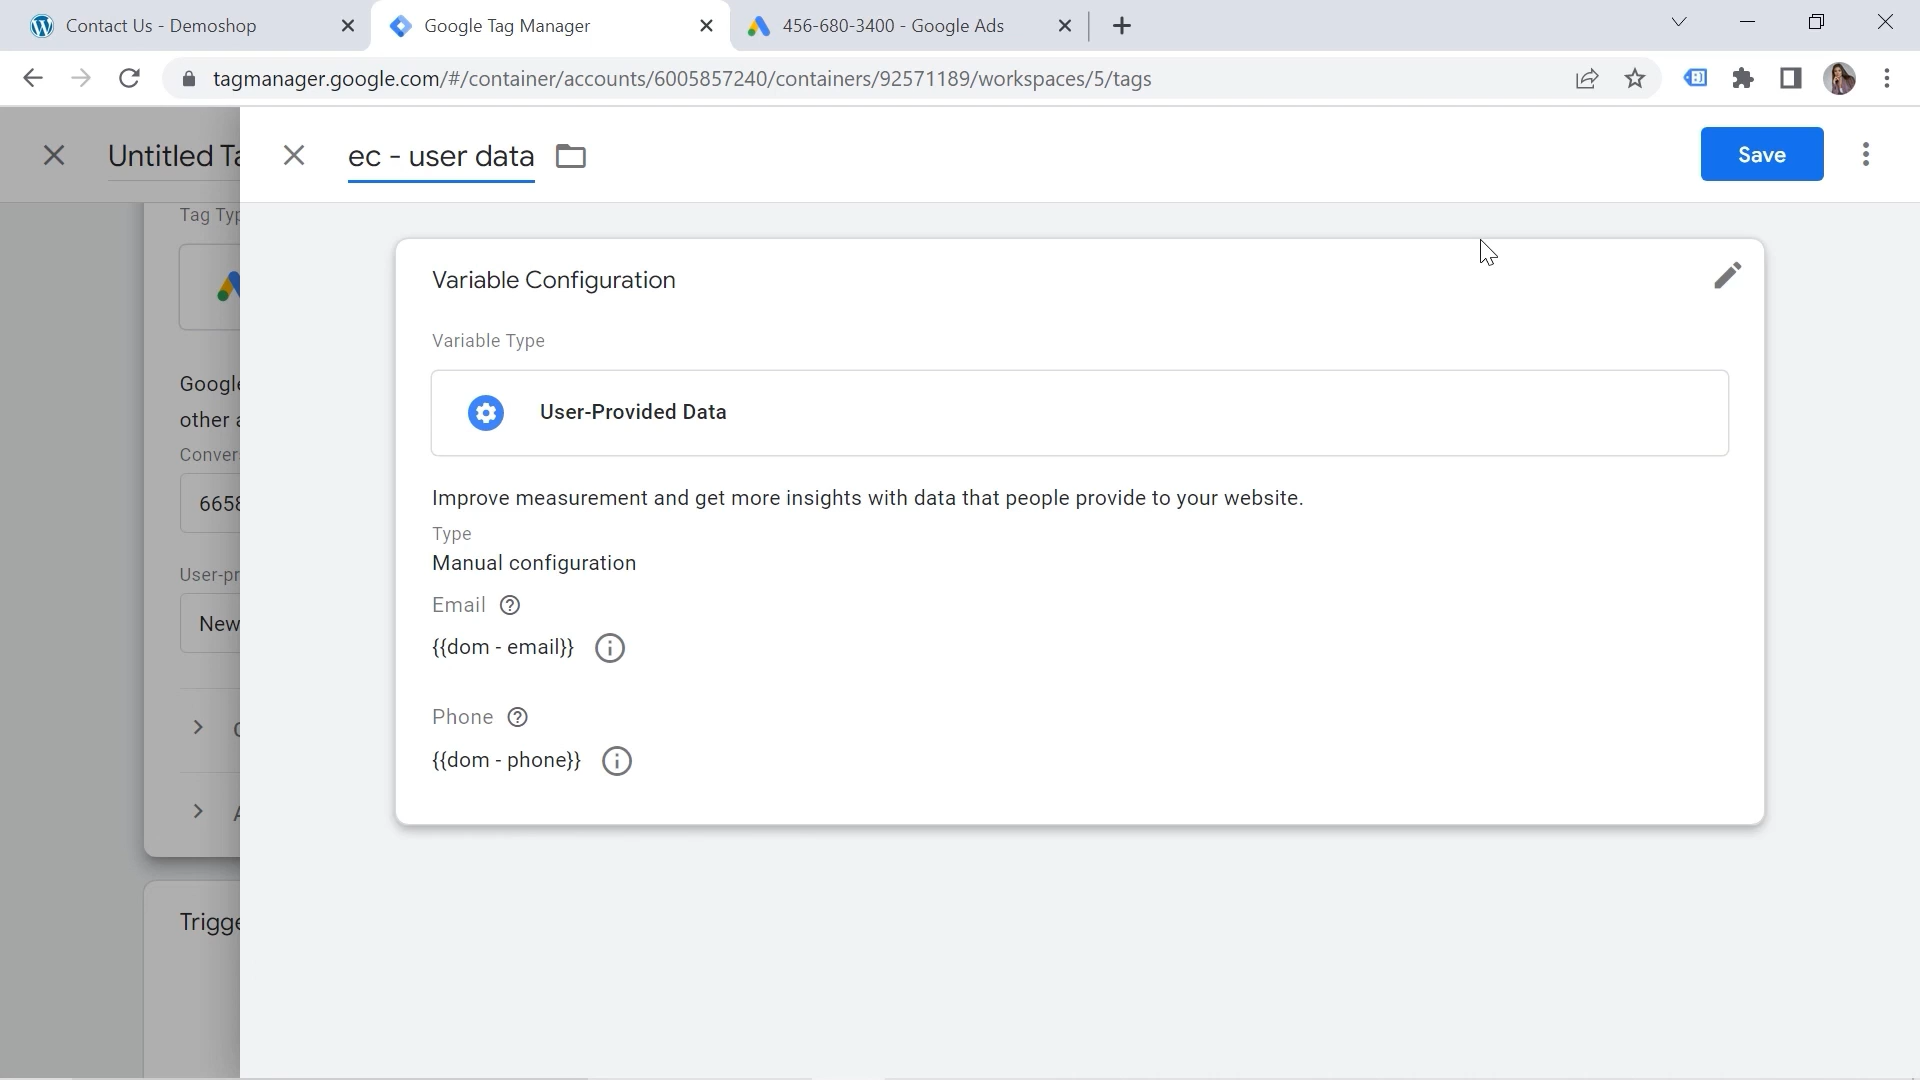 Contact Us - Demoshop
Google Tag Manager
456-680-3400 - Google Ads
tagmanager.google.com/#/container/accounts/6005857240/containers/92571189/workspaces/5/tags
Untitled Ta
ec - user data
Save
Tag Typ
Google
other a
Conver
6658
User-pr
New
Trigge
Variable Configuration
Variable Type
User-Provided Data
Improve measurement and get more insights with data that people provide to your website.
Type
Manual configuration
Email
{{dom - email}}
Phone
{{dom - phone}}